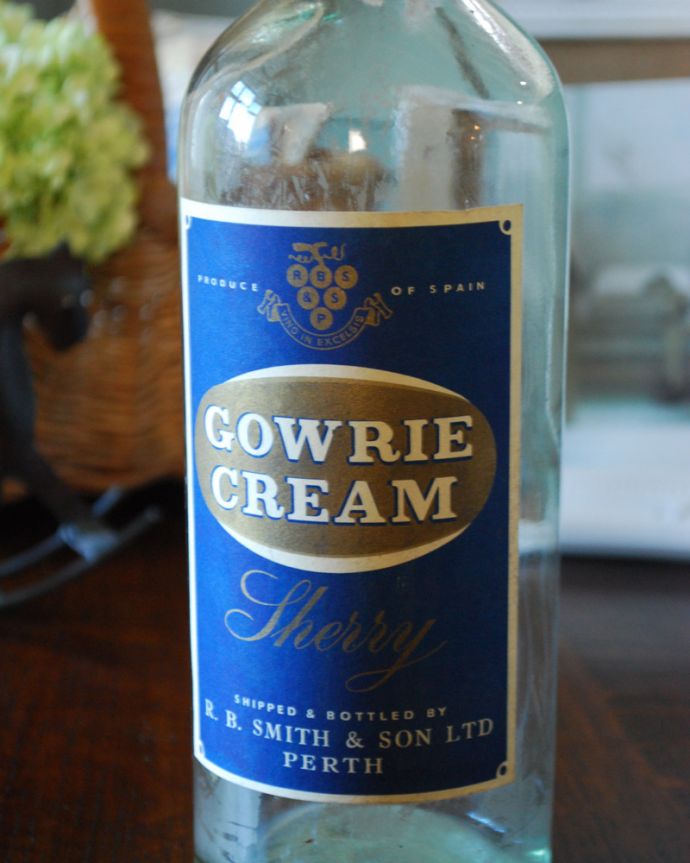 R B S
& S
P
VINO IN EXCELSIS
PRODUCE OF SPAIN
GOWRIE
CREAM
Sherry
SHIPPED & BOTTLED BY
R. B. SMITH & SON LTD
PERTH